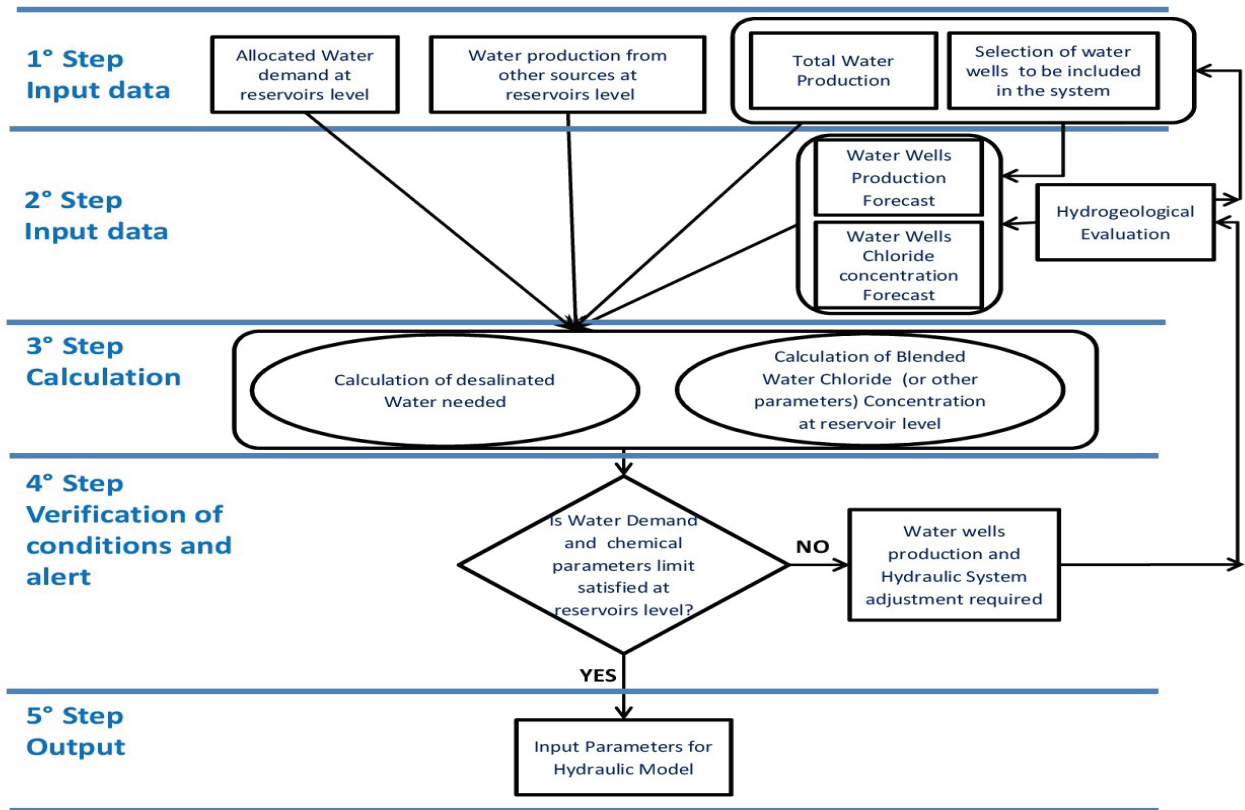 1° Step
Input data
Allocated Water
demand at
reservoirs level
Water production from
other sources at
reservoirs level
Total Water
Production
Selection of water
wells to be included
in the system
2° Step
Input data
Water Wells
Production
Forecast
Water Wells
Chloride
concentration
Forecast
Hydrogeological
Evaluation
3° Step
Calculation
Calculation of desalinated
Water needed
Calculation of Blended
Water Chloride (or other
parameters) Concentration
at reservoir level
4° Step
Verification of
conditions and
alert
Is Water Demand
and chemical
parameters limit
satisfied at
reservoirs level?
NO
Water wells
production and
Hydraulic System
adjustment required
YES
5° Step
Output
Input Parameters for
Hydraulic Model